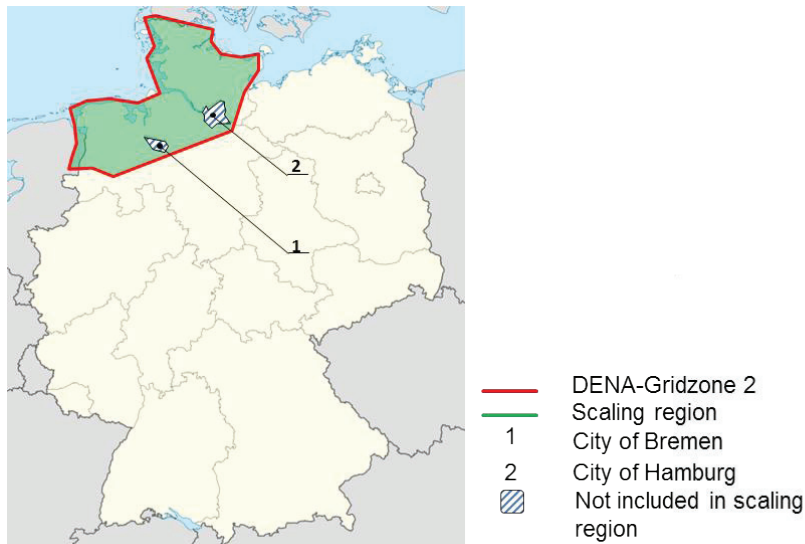 2
1
DENA-Gridzone 2
Scaling region
1 City of Bremen
2 City of Hamburg
Not included in scaling
region